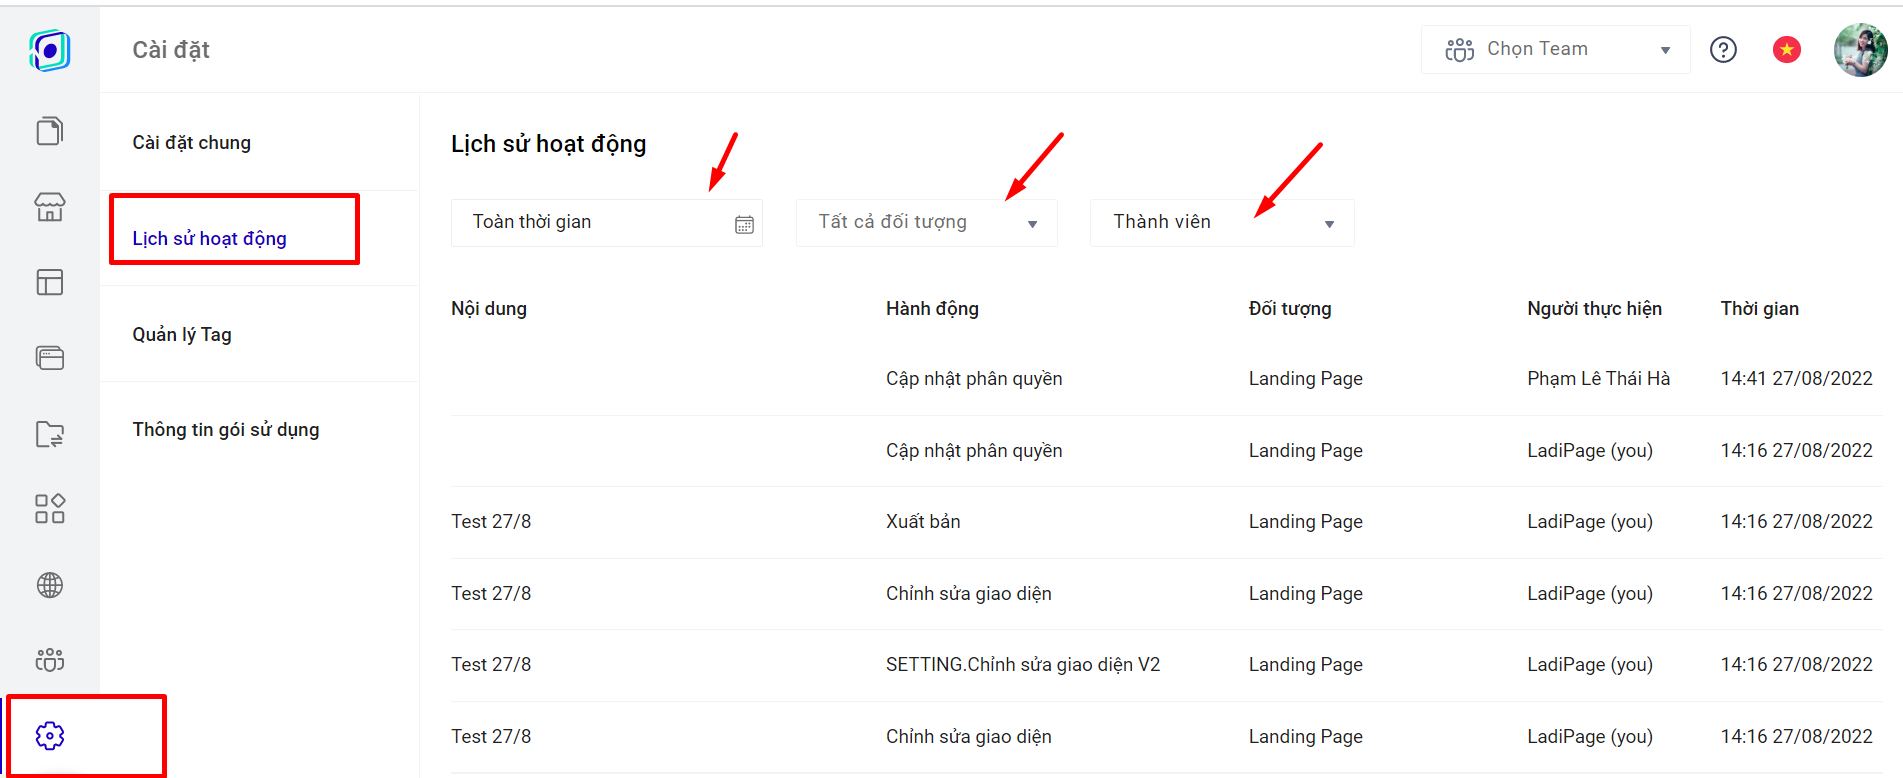 Cài đặt
Chọn Team
Cài đặt chung
Lịch sử hoạt động
Quản lý Tag
Thông tin gói sử dụng
Lịch sử hoạt động
Toàn thời gian
Tất cả đối tượng
Thành viên
Nội dung Hành động Đối tượng Người thực hiện Thời gian
Cập nhật phân quyền Landing Page Phạm Lê Thái Hà 14:41 27/08/2022
Cập nhật phân quyền Landing Page LadiPage (you) 14:16 27/08/2022
Test 27/8 Xuất bản Landing Page LadiPage (you) 14:16 27/08/2022
Test 27/8 Chỉnh sửa giao diện Landing Page LadiPage (you) 14:16 27/08/2022
Test 27/8 SETTING.Chỉnh sửa giao diện V2 Landing Page LadiPage (you) 14:16 27/08/2022
Test 27/8 Chỉnh sửa giao diện Landing Page LadiPage (you) 14:16 27/08/2022